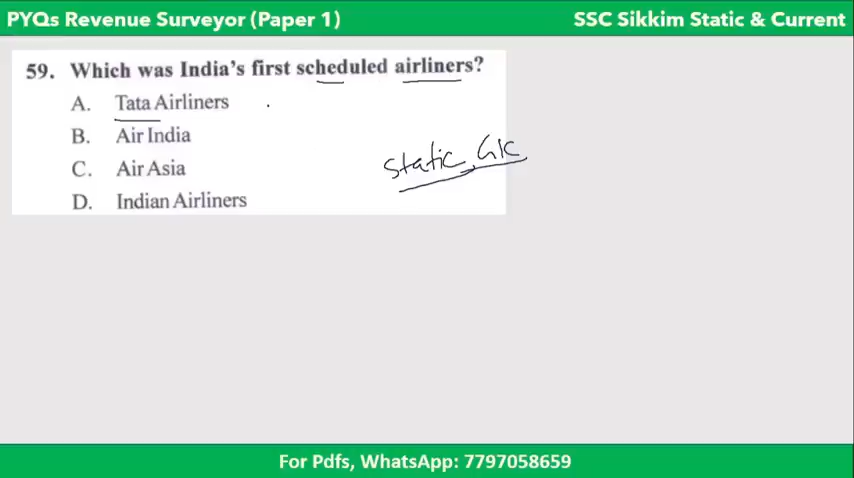 PYQs Revenue Surveyor (Paper 1)
SSC Sikkim Static & Current
59. Which was India's first scheduled airliners?
A. Tata Airliners
B. Air India
C. Air Asia
D. Indian Airliners
Static GK
For Pdfs, WhatsApp: 7797058659